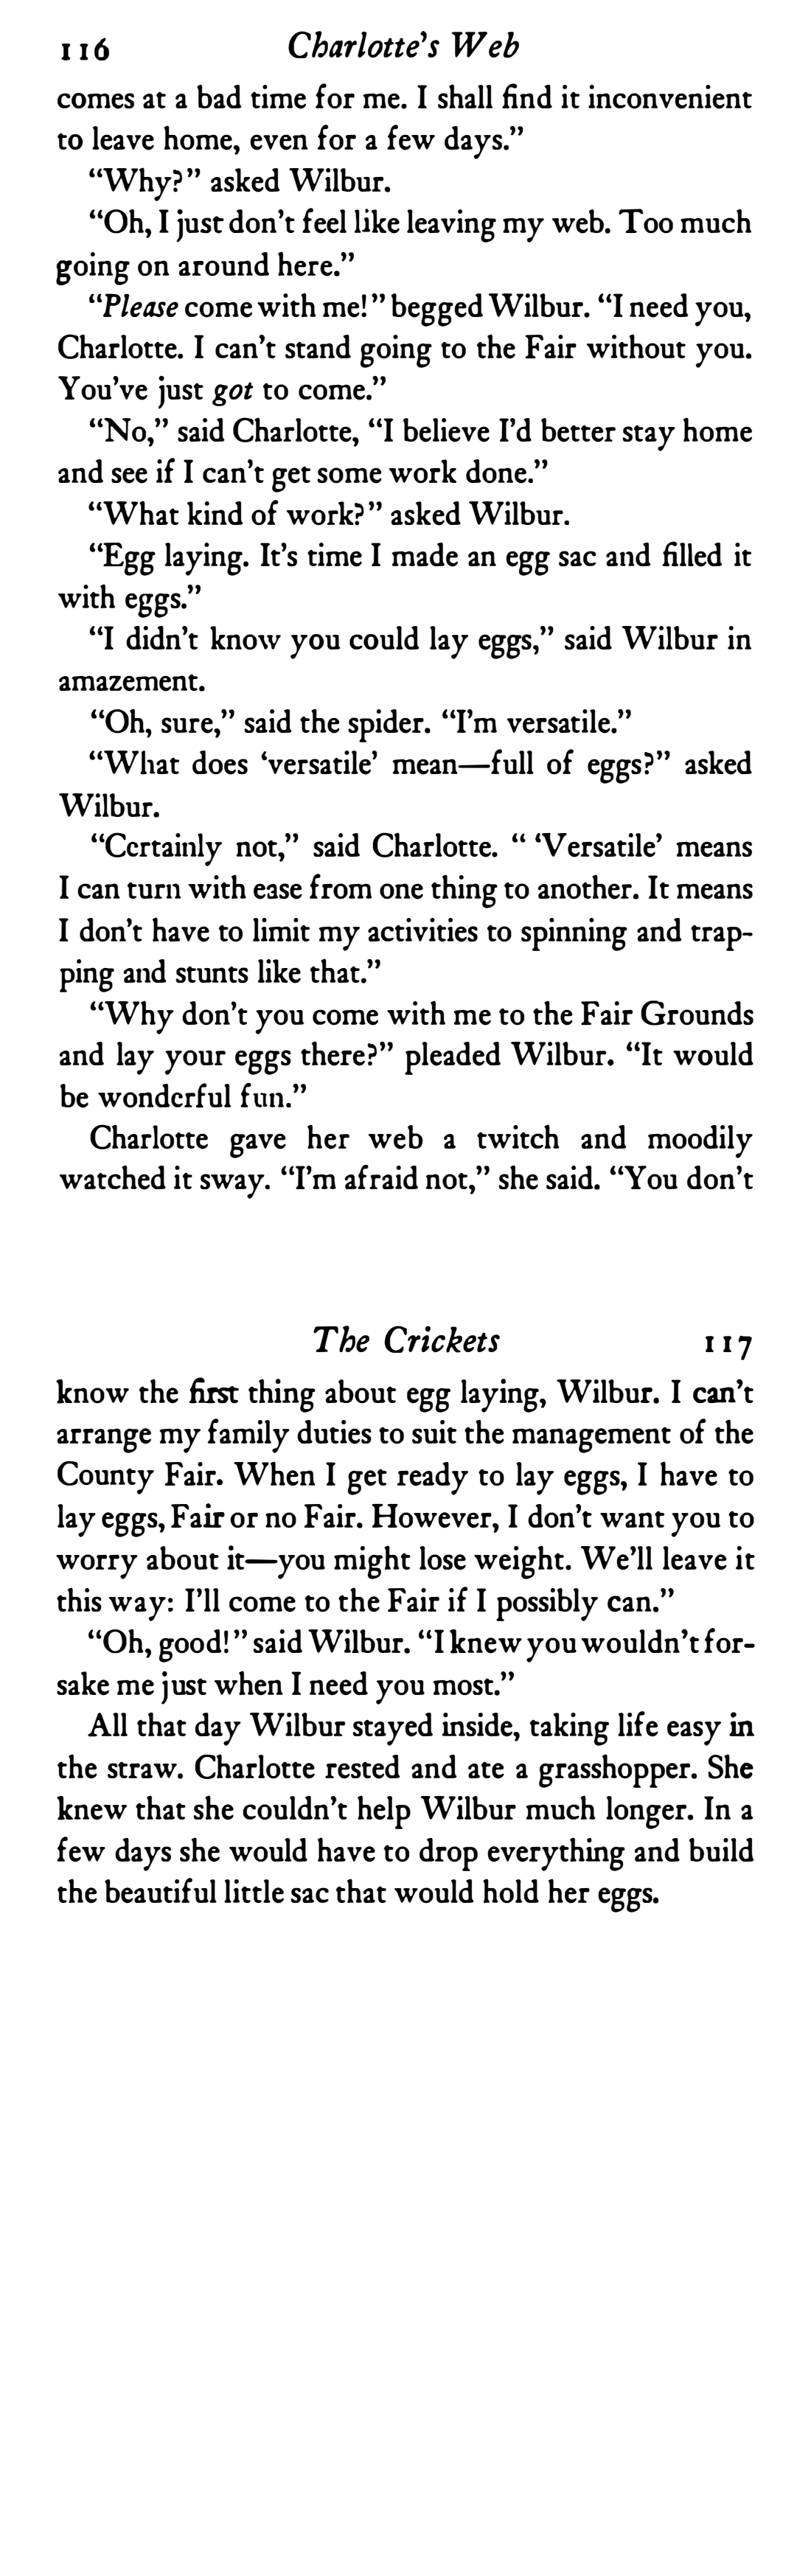 116 Charlotte's Web
comes at a bad time for me. I shall find it inconvenient
to leave home, even for a few days.”
“Why?” asked Wilbur.
“Oh, I just don't feel like leaving my web. Too much
going on around here.”
“Please come with me!” begged Wilbur. “I need you,
Charlotte. I can't stand going to the Fair without you.
You've just got to come.”
“No,” said Charlotte, “I believe I'd better stay home
and see if I can't get some work done.”
“What kind of work?” asked Wilbur.
“Egg laying. It's time I made an egg sac and filled it
with eggs.”
“I didn't know you could lay eggs,” said Wilbur in
amazement.
“Oh, sure,” said the spider. “I'm versatile.”
“What does ‘versatile’ mean—full of eggs?” asked
Wilbur.
“Certainly not,” said Charlotte. “ ‘Versatile’ means
I can turn with ease from one thing to another. It means
I don't have to limit my activities to spinning and trap-
ping and stunts like that.”
“Why don't you come with me to the Fair Grounds
and lay your eggs there?” pleaded Wilbur. “It would
be wonderful fun.”
Charlotte gave her web a twitch and moodily
watched it sway. “I'm afraid not,” she said. “You don't
The Crickets 117
know the first thing about egg laying, Wilbur. I can't
arrange my family duties to suit the management of the
County Fair. When I get ready to lay eggs, I have to
lay eggs, Fair or no Fair. However, I don't want you to
worry about it—you might lose weight. We'll leave it
this way: I'll come to the Fair if I possibly can.”
“Oh, good!” said Wilbur. “I knew you wouldn't for-
sake me just when I need you most.”
All that day Wilbur stayed inside, taking life easy in
the straw. Charlotte rested and ate a grasshopper. She
knew that she couldn't help Wilbur much longer. In a
few days she would have to drop everything and build
the beautiful little sac that would hold her eggs.